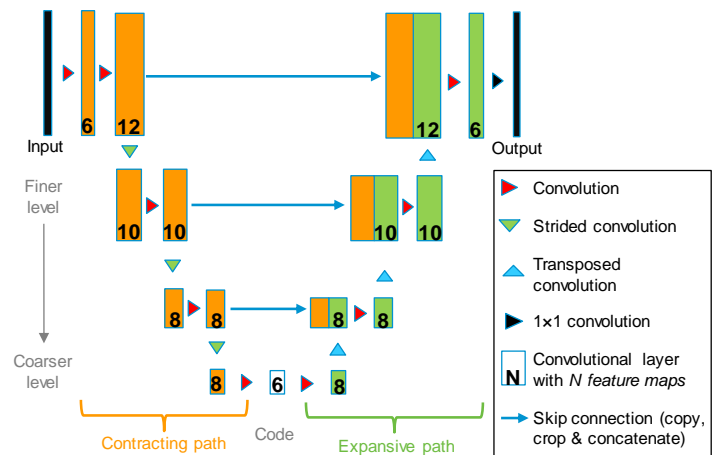 6
12
12
6
Input
Output
Finer
level
10
10
10
10
8
8
8
8
Coarser
level
8
6
8
Contracting path
Code
Expansive path
Convolution
Strided convolution
Transposed
convolution
1×1 convolution
N
Convolutional layer
with N feature maps
Skip connection (copy,
crop & concatenate)